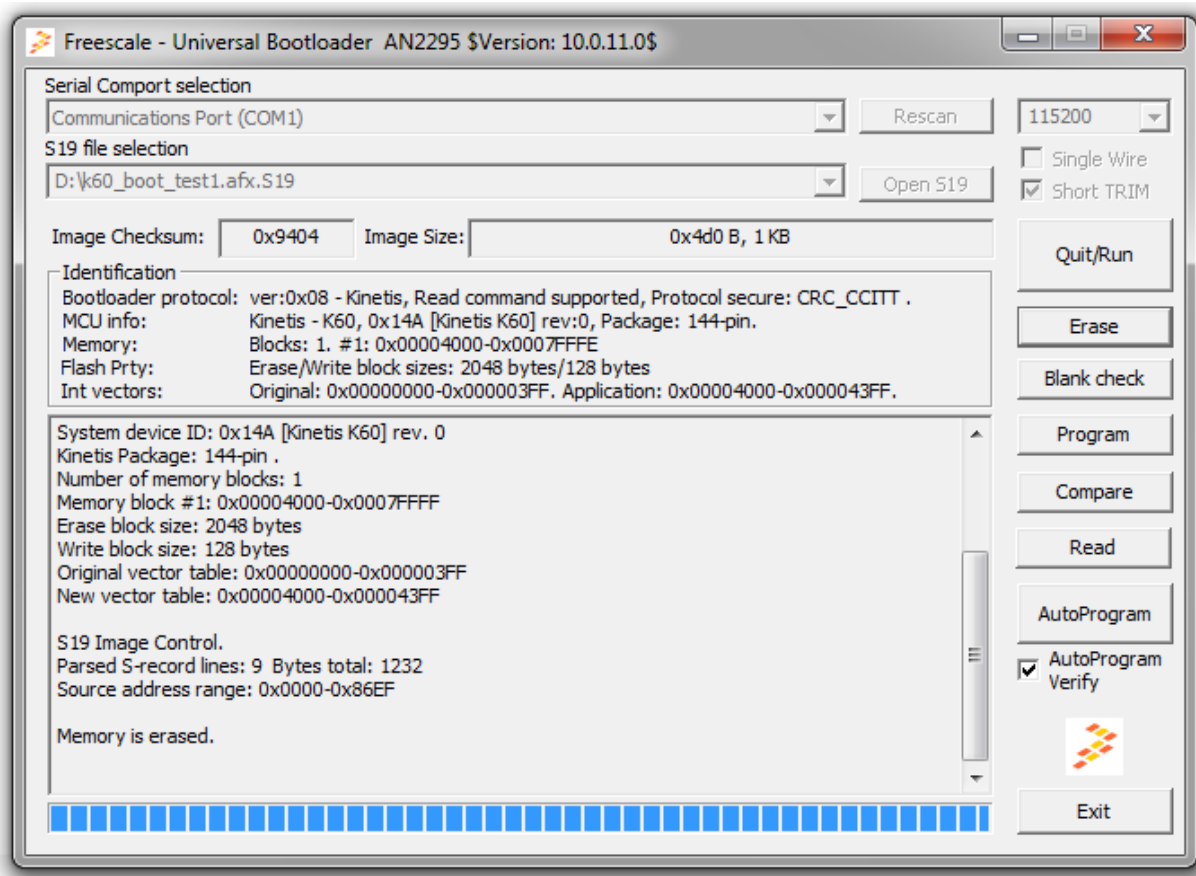 Freescale - Universal Bootloader AN2295 $Version: 10.0.11.0$
Serial Comport selection
Communications Port (COM1)
Rescan
115200
S19 file selection
Single Wire
D:\k60_boot_test1.afx.S19
Open S19
Short TRIM
Image Checksum: 0x9404 Image Size: 0x4d0 B, 1 KB
Quit/Run
Identification
Bootloader protocol: ver:0x08 - Kinetis, Read command supported, Protocol secure: CRC_CCITT .
MCU info: Kinetis - K60, 0x14A [Kinetis K60] rev:0, Package: 144-pin.
Memory: Blocks: 1. #1: 0x00004000-0x0007FFFE
Flash Prty: Erase/Write block sizes: 2048 bytes/128 bytes
Int vectors: Original: 0x00000000-0x000003FF. Application: 0x00004000-0x000043FF.
Erase
Blank check
System device ID: 0x14A [Kinetis K60] rev. 0
Kinetis Package: 144-pin .
Number of memory blocks: 1
Memory block #1: 0x00004000-0x0007FFFF
Erase block size: 2048 bytes
Write block size: 128 bytes
Original vector table: 0x00000000-0x000003FF
New vector table: 0x00004000-0x000043FF
S19 Image Control.
Parsed S-record lines: 9 Bytes total: 1232
Source address range: 0x0000-0x86EF
Memory is erased.
Program
Compare
Read
AutoProgram
AutoProgram
Verify
Exit